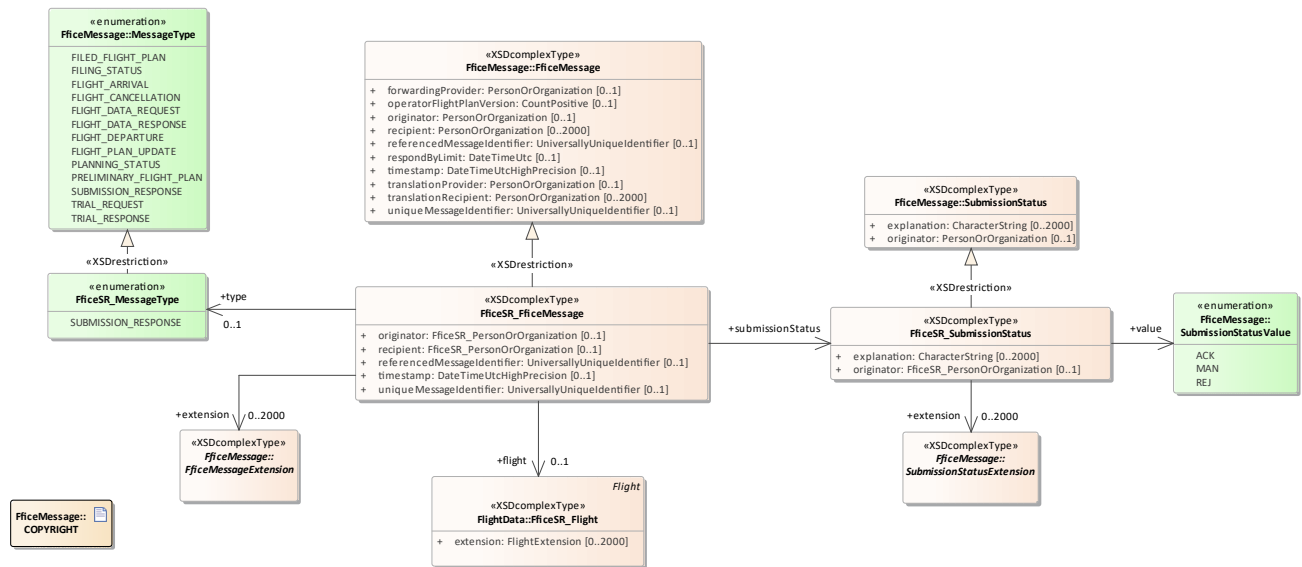 «enumeration»
FficeMessage::MessageType
FILED_FLIGHT_PLAN
FILING_STATUS
FLIGHT_ARRIVAL
FLIGHT_CANCELLATION
FLIGHT_DATA_REQUEST
FLIGHT_DATA_RESPONSE
FLIGHT_DEPARTURE
FLIGHT_PLAN_UPDATE
PLANNING_STATUS
PRELIMINARY_FLIGHT_PLAN
SUBMISSION_RESPONSE
TRIAL_REQUEST
TRIAL_RESPONSE
«XSDcomplexType»
FficeMessage::FficeMessage
+ forwardingProvider: PersonOrOrganization [0..1]
+ operatorFlightPlanVersion: CountPositive [0..1]
+ originator: PersonOrOrganization [0..1]
+ recipient: PersonOrOrganization [0..2000]
+ referencedMessageIdentifier: UniversallyUniqueIdentifier [0..1]
+ respondByLimit: DateTimeUtc [0..1]
+ timestamp: DateTimeUtcHighPrecision [0..1]
+ translationProvider: PersonOrOrganization [0..1]
+ translationRecipient: PersonOrOrganization [0..2000]
+ uniqueMessageIdentifier: UniversallyUniqueIdentifier [0..1]
«XSDcomplexType»
FficeMessage::SubmissionStatus
+ explanation: CharacterString [0..2000]
+ originator: PersonOrOrganization [0..1]
«XSDrestriction»
«XSDrestriction»
«XSDrestriction»
«enumeration»
FficeSR_MessageType
SUBMISSION_RESPONSE
+type
0..1
«XSDcomplexType»
FficeSR_FficeMessage
+ originator: FficeSR_PersonOrOrganization [0..1]
+ recipient: FficeSR_PersonOrOrganization [0..1]
+ referencedMessageIdentifier: UniversallyUniqueIdentifier [0..1]
+ timestamp: DateTimeUtcHighPrecision [0..1]
+ uniqueMessageIdentifier: UniversallyUniqueIdentifier [0..1]
+submissionStatus
«XSDcomplexType»
FficeSR_SubmissionStatus
+ explanation: CharacterString [0..2000]
+ originator: FficeSR_PersonOrOrganization [0..1]
+value
«enumeration»
FficeMessage::
SubmissionStatusValue
ACK
MAN
REJ
+extension 0..2000
«XSDcomplexType»
FficeMessage::
FficeMessageExtension
+flight 0..1
Flight
«XSDcomplexType»
FlightData::FficeSR_Flight
+ extension: FlightExtension [0..2000]
+extension 0..2000
«XSDcomplexType»
FficeMessage::
SubmissionStatusExtension
FficeMessage::
COPYRIGHT